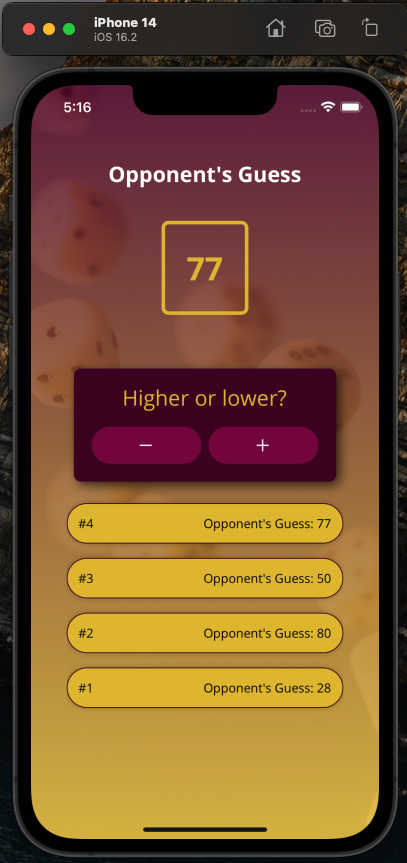 iPhone 14
iOS 16.2
5:16
Opponent's Guess
77
Higher or lower?
− +
#4 Opponent's Guess: 77
#3 Opponent's Guess: 50
#2 Opponent's Guess: 80
#1 Opponent's Guess: 28